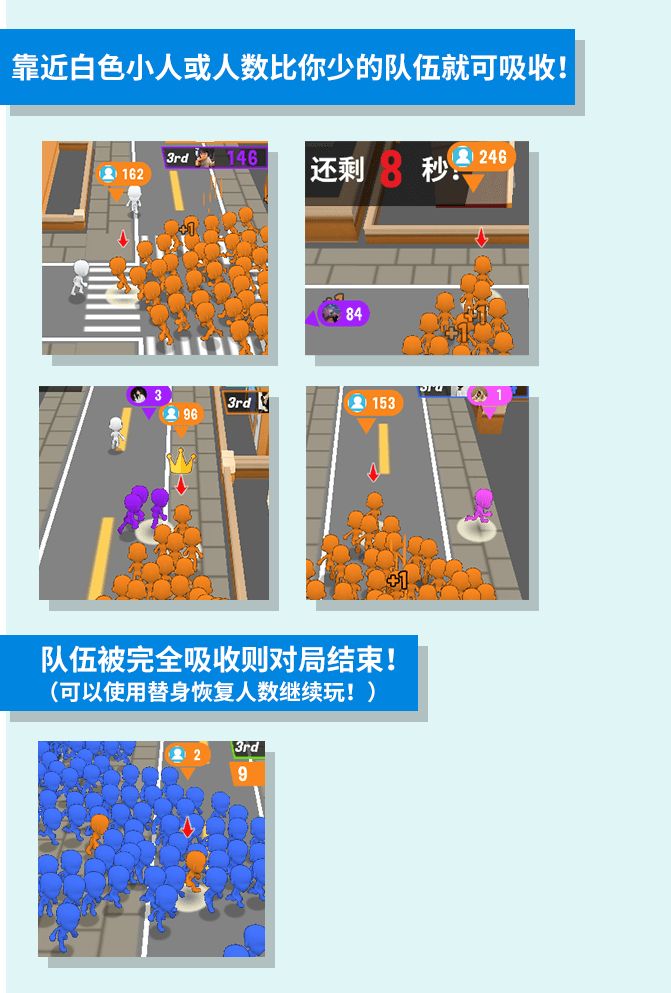 靠近白色小人或人数比你少的队伍就可吸收！
3rd 146
162
+1
还剩 8 秒！
246
84
+1
+1
3
96
3rd
3rd
153
1
+1
队伍被完全吸收则对局结束！
（可以使用替身恢复人数继续玩！）
3rd
2
9